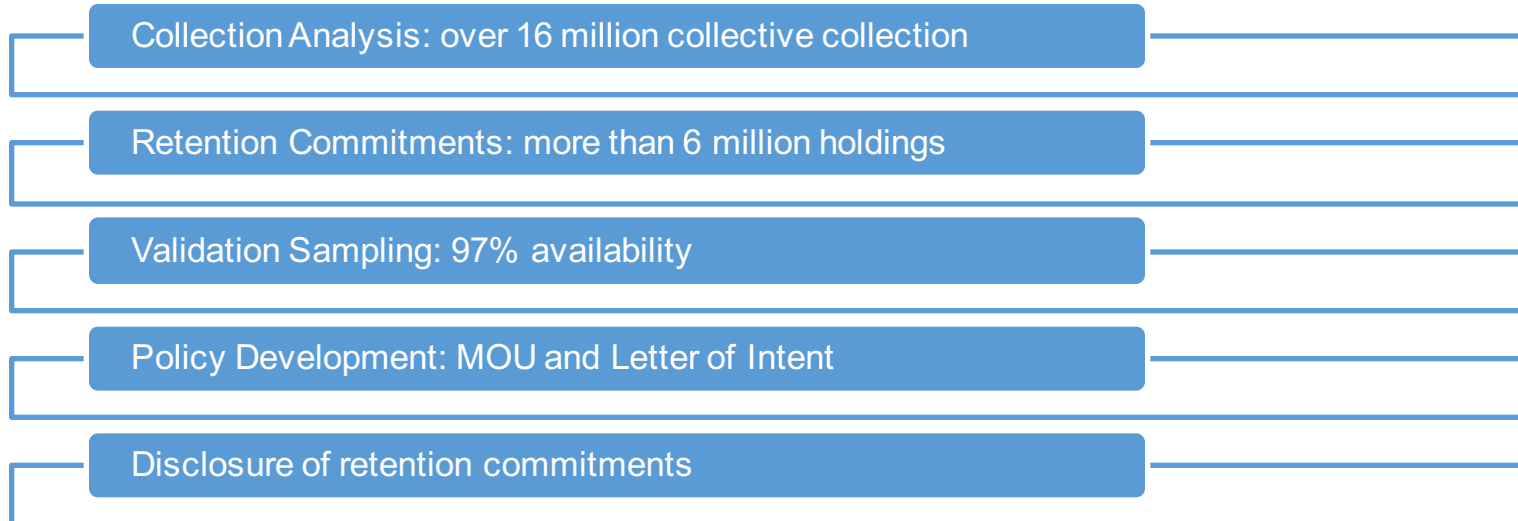 Collection Analysis: over 16 million collective collection
Retention Commitments: more than 6 million holdings
Validation Sampling: 97% availability
Policy Development: MOU and Letter of Intent
Disclosure of retention commitments